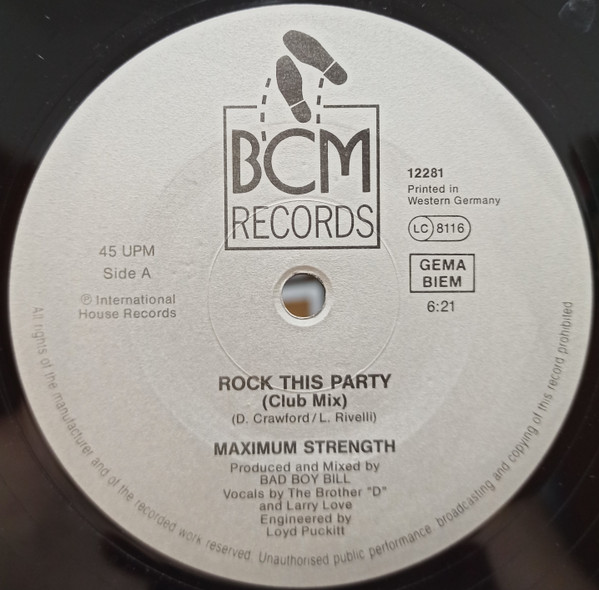 BCM
RECORDS
12281
Printed in
Western Germany
LC 8116
GEMA
BIEM
6:21
45 UPM
Side A
℗ International
House Records
ROCK THIS PARTY
(Club Mix)
(D. Crawford/L. Rivelli)
MAXIMUM STRENGTH
Produced and Mixed by
BAD BOY BILL
Vocals by The Brother "D"
and Larry Love
Engineered by
Loyd Puckitt
All rights of the manufacturer and of the recorded work reserved. Unauthorised public performance broadcasting and copying of this record prohibited